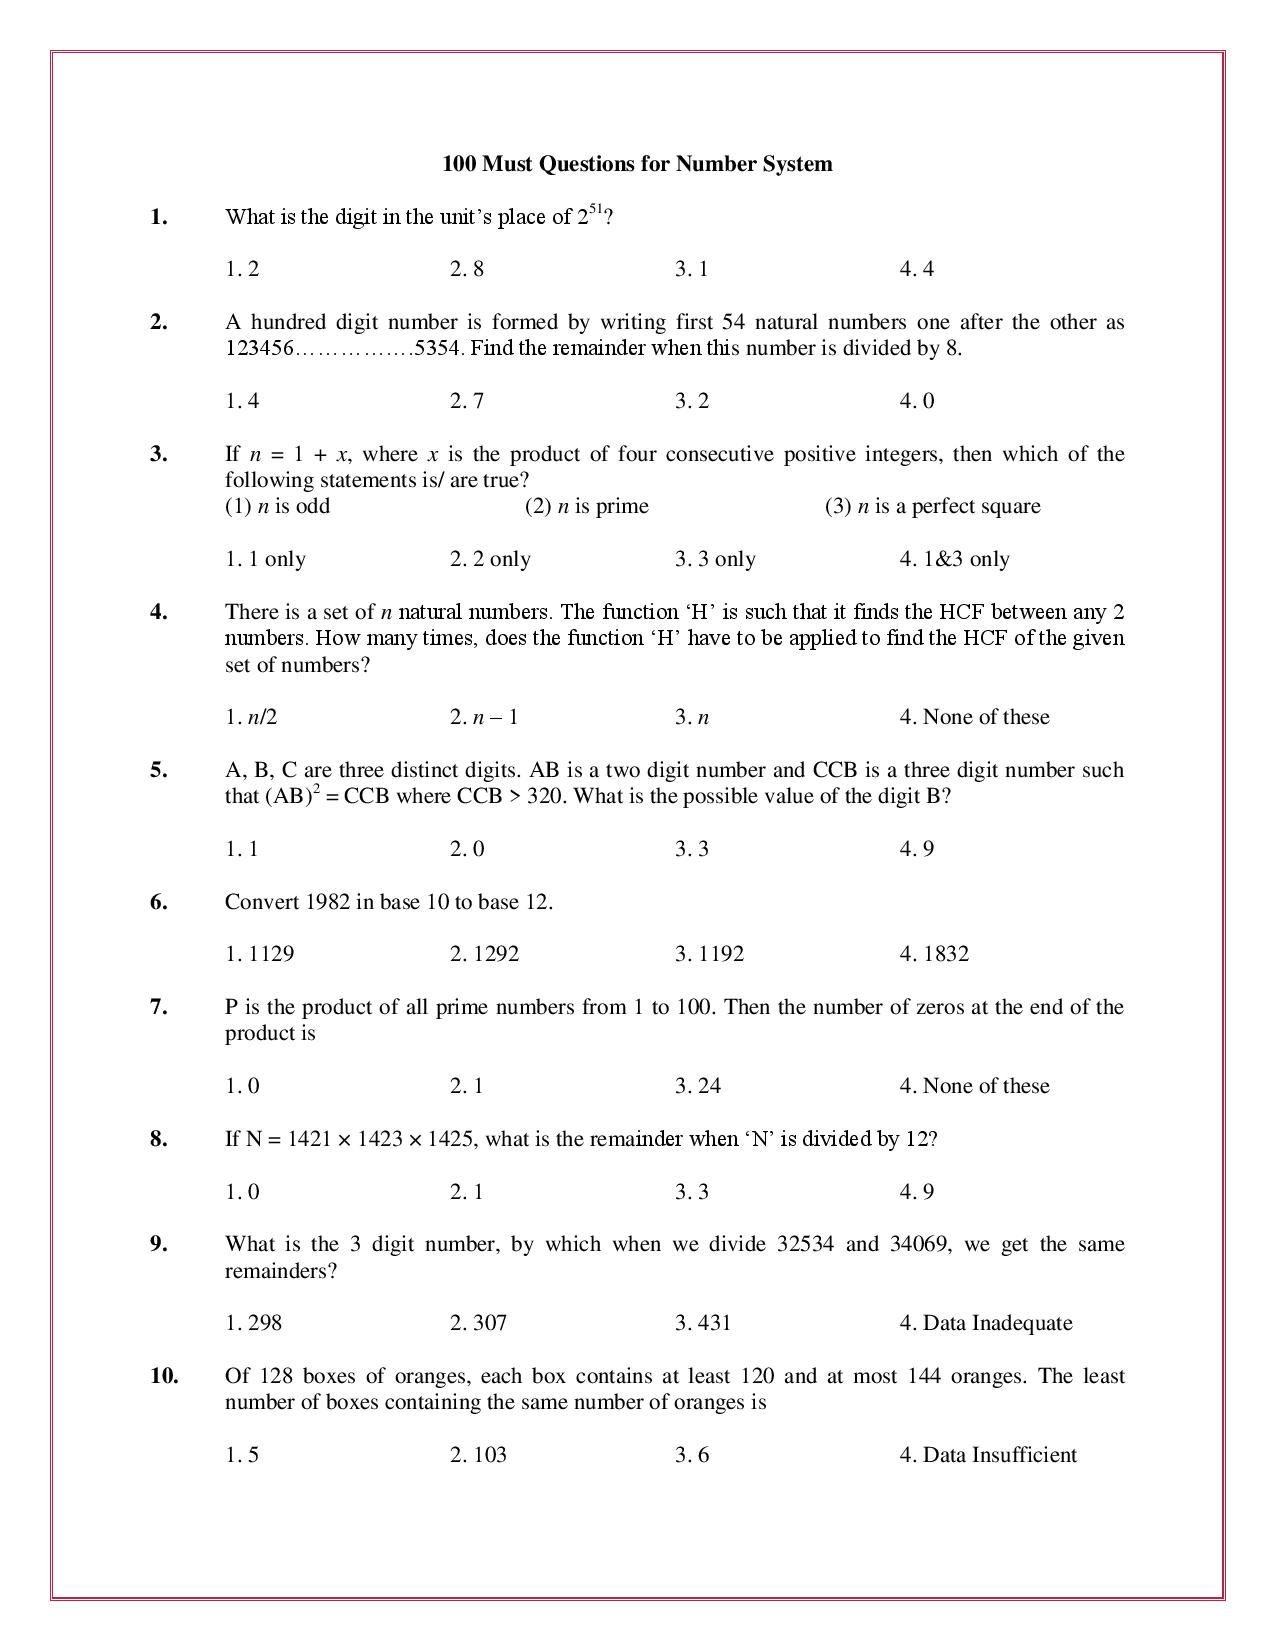 100 Must Questions for Number System
1. What is the digit in the unit’s place of 2^51?
1. 2 2. 8 3. 1 4. 4
2. A hundred digit number is formed by writing first 54 natural numbers one after the other as
123456…………….5354. Find the remainder when this number is divided by 8.
1. 4 2. 7 3. 2 4. 0
3. If n = 1 + x, where x is the product of four consecutive positive integers, then which of the
following statements is/ are true?
(1) n is odd (2) n is prime (3) n is a perfect square
1. 1 only 2. 2 only 3. 3 only 4. 1&3 only
4. There is a set of n natural numbers. The function ‘H’ is such that it finds the HCF between any 2
numbers. How many times, does the function ‘H’ have to be applied to find the HCF of the given
set of numbers?
1. n/2 2. n – 1 3. n 4. None of these
5. A, B, C are three distinct digits. AB is a two digit number and CCB is a three digit number such
that (AB)^2 = CCB where CCB > 320. What is the possible value of the digit B?
1. 1 2. 0 3. 3 4. 9
6. Convert 1982 in base 10 to base 12.
1. 1129 2. 1292 3. 1192 4. 1832
7. P is the product of all prime numbers from 1 to 100. Then the number of zeros at the end of the
product is
1. 0 2. 1 3. 24 4. None of these
8. If N = 1421 × 1423 × 1425, what is the remainder when ‘N’ is divided by 12?
1. 0 2. 1 3. 3 4. 9
9. What is the 3 digit number, by which when we divide 32534 and 34069, we get the same
remainders?
1. 298 2. 307 3. 431 4. Data Inadequate
10. Of 128 boxes of oranges, each box contains at least 120 and at most 144 oranges. The least
number of boxes containing the same number of oranges is
1. 5 2. 103 3. 6 4. Data Insufficient